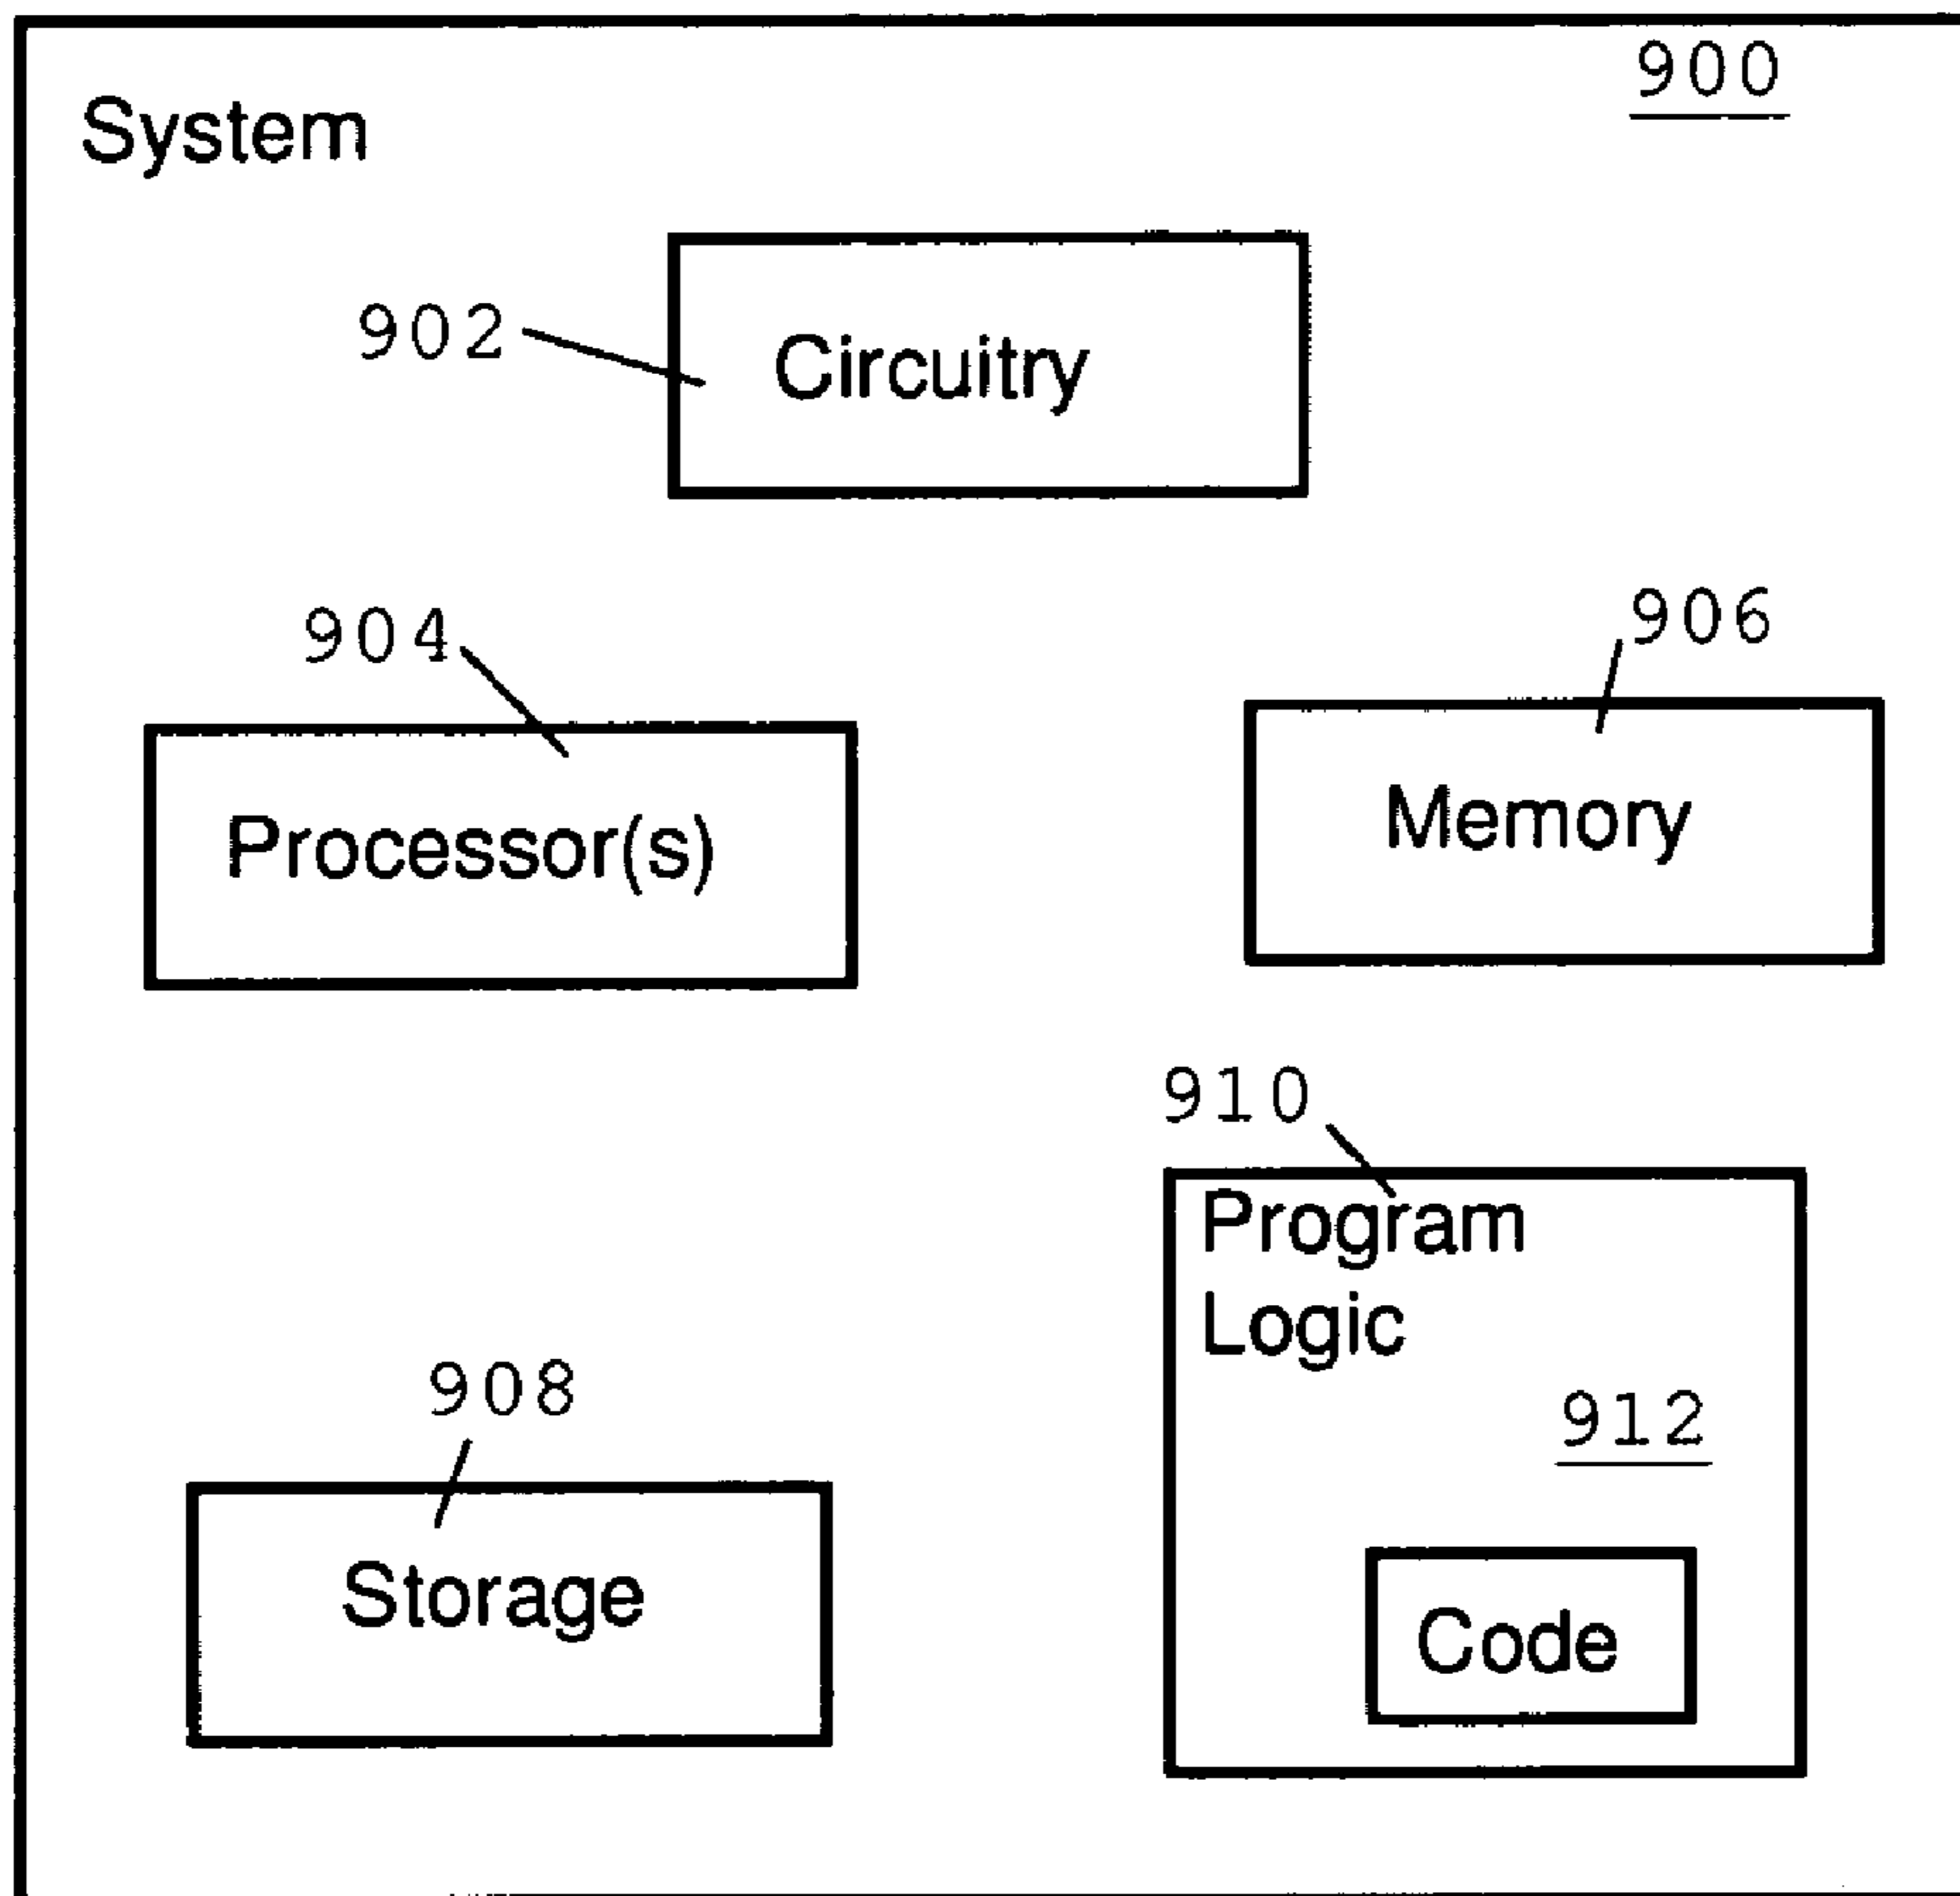 900
System
902
Circuitry
904
906
Processor(s)
Memory
910
Program
Logic
908
912
Storage
Code